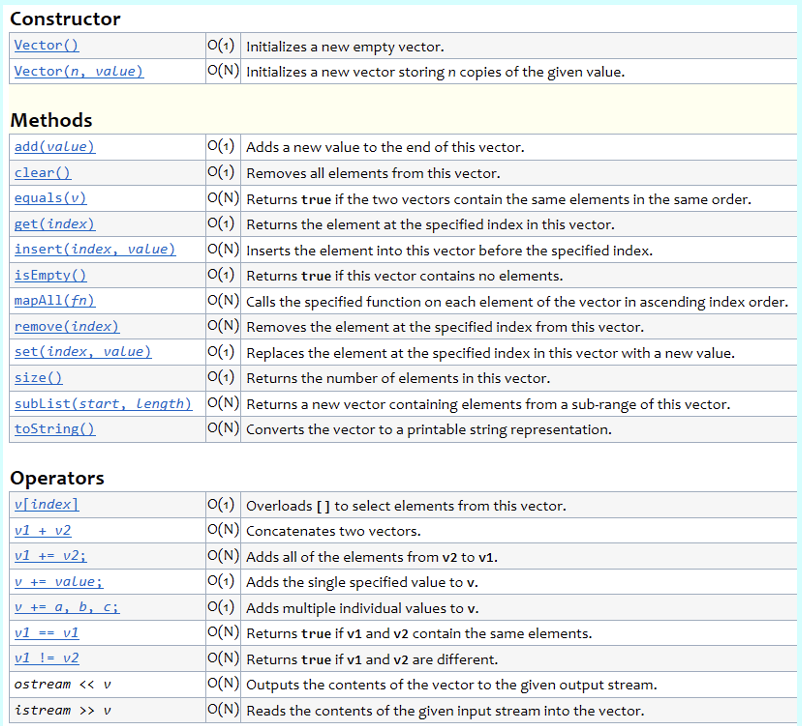 Constructor
Vector() O(1) Initializes a new empty vector.
Vector(n, value) O(N) Initializes a new vector storing n copies of the given value.
Methods
add(value) O(1) Adds a new value to the end of this vector.
clear() O(1) Removes all elements from this vector.
equals(v) O(N) Returns true if the two vectors contain the same elements in the same order.
get(index) O(1) Returns the element at the specified index in this vector.
insert(index, value) O(N) Inserts the element into this vector before the specified index.
isEmpty() O(1) Returns true if this vector contains no elements.
mapAll(fn) O(N) Calls the specified function on each element of the vector in ascending index order.
remove(index) O(N) Removes the element at the specified index from this vector.
set(index, value) O(1) Replaces the element at the specified index in this vector with a new value.
size() O(1) Returns the number of elements in this vector.
subList(start, length) O(N) Returns a new vector containing elements from a sub-range of this vector.
toString() O(N) Converts the vector to a printable string representation.
Operators
v[index] O(1) Overloads [] to select elements from this vector.
v1 + v2 O(N) Concatenates two vectors.
v1 += v2; O(N) Adds all of the elements from v2 to v1.
v += value; O(1) Adds the single specified value to v.
v += a, b, c; O(1) Adds multiple individual values to v.
v1 == v1 O(N) Returns true if v1 and v2 contain the same elements.
v1 != v2 O(N) Returns true if v1 and v2 are different.
ostream << v O(N) Outputs the contents of the vector to the given output stream.
istream >> v O(N) Reads the contents of the given input stream into the vector.